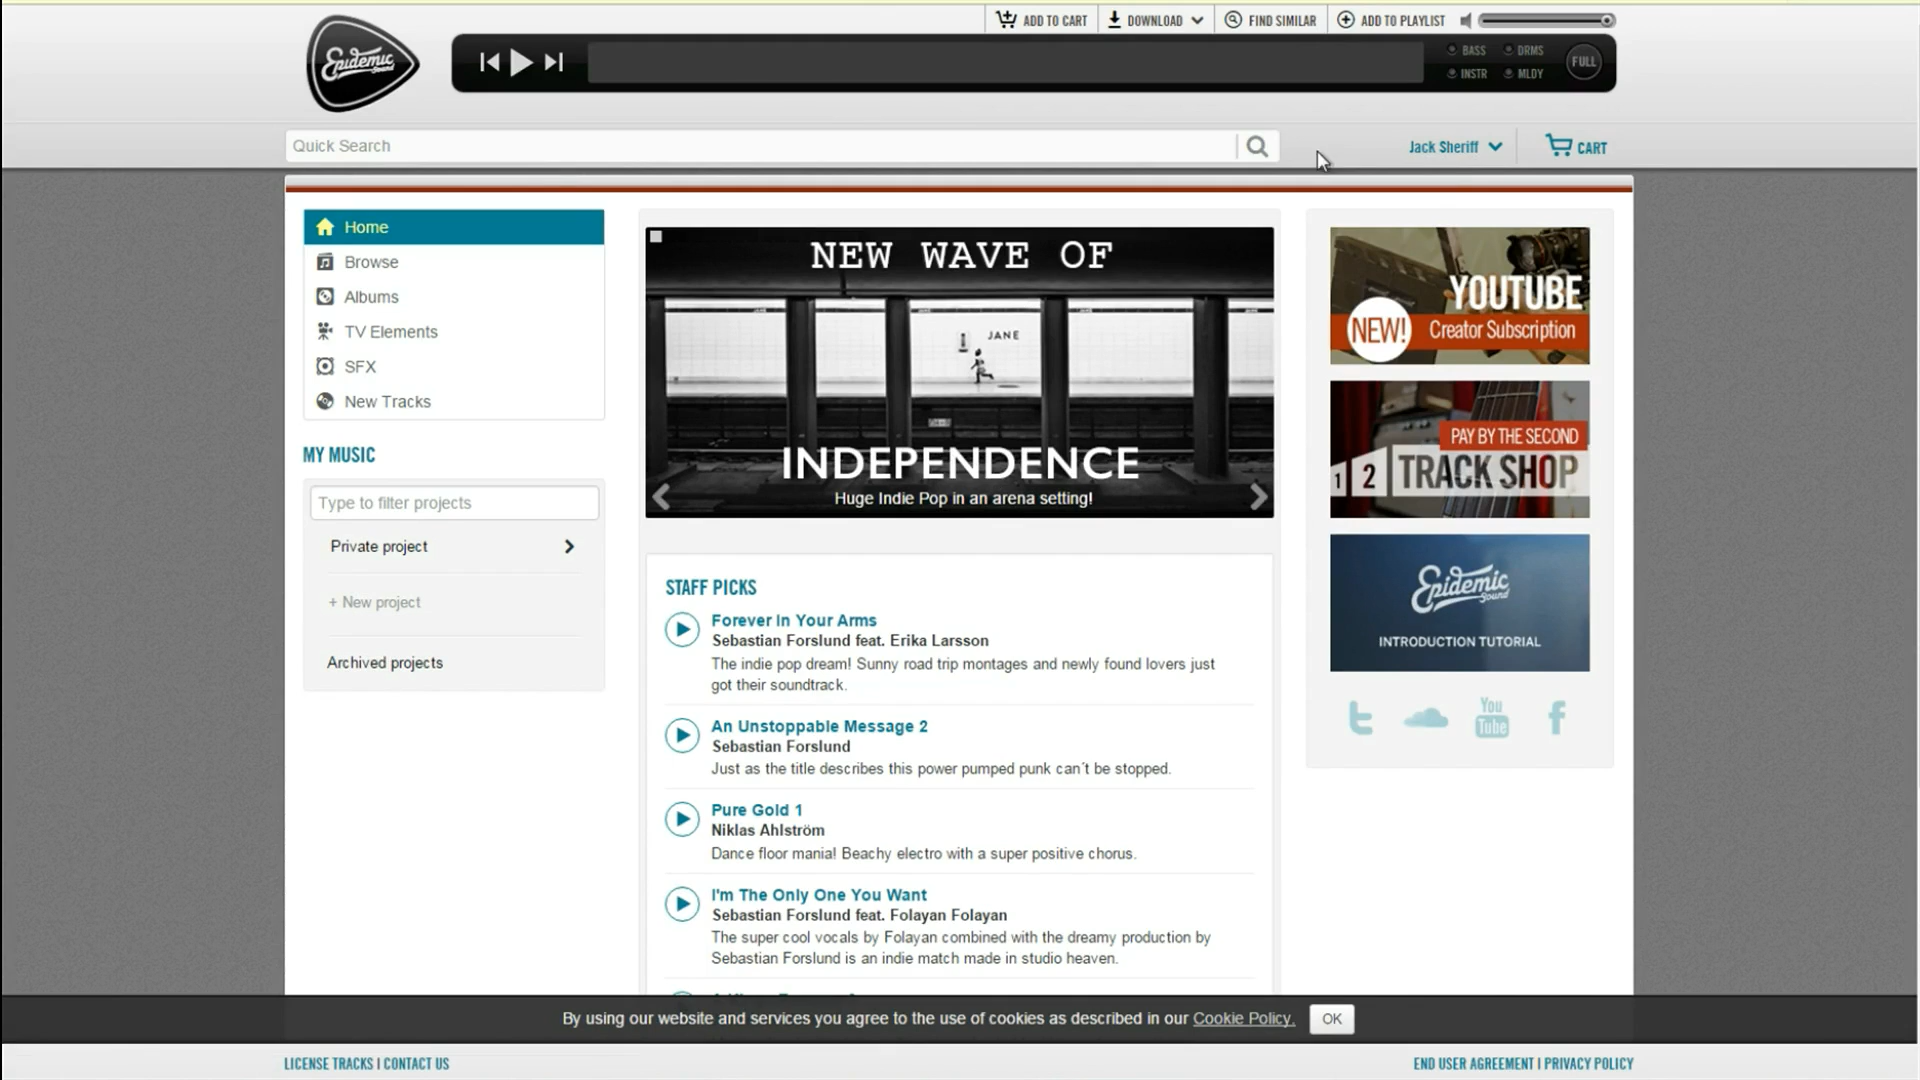 ADD TO CART
DOWNLOAD
FIND SIMILAR
ADD TO PLAYLIST
Epidemic
Sound
BASS
DRMS
INSTR
MLDY
FULL
Quick Search
Jack Sheriff
CART
Home
Browse
Albums
TV Elements
SFX
New Tracks
MY MUSIC
Type to filter projects
Private project
+ New project
Archived projects
NEW WAVE OF
JANE
INDEPENDENCE
Huge Indie Pop in an arena setting!
STAFF PICKS
Forever In Your Arms
Sebastian Forslund feat. Erika Larsson
The indie pop dream! Sunny road trip montages and newly found lovers just
got their soundtrack.
An Unstoppable Message 2
Sebastian Forslund
Just as the title describes this power pumped punk can´t be stopped.
Pure Gold 1
Niklas Ahlström
Dance floor mania! Beachy electro with a super positive chorus.
I'm The Only One You Want
Sebastian Forslund feat. Folayan Folayan
The super cool vocals by Folayan combined with the dreamy production by
Sebastian Forslund is an indie match made in studio heaven.
YOUTUBE
NEW! Creator Subscription
PAY BY THE SECOND
1 2 TRACK SHOP
Epidemic
Sound
INTRODUCTION TUTORIAL
You
Tube
By using our website and services you agree to the use of cookies as described in our Cookie Policy.
OK
LICENSE TRACKS | CONTACT US
END USER AGREEMENT | PRIVACY POLICY